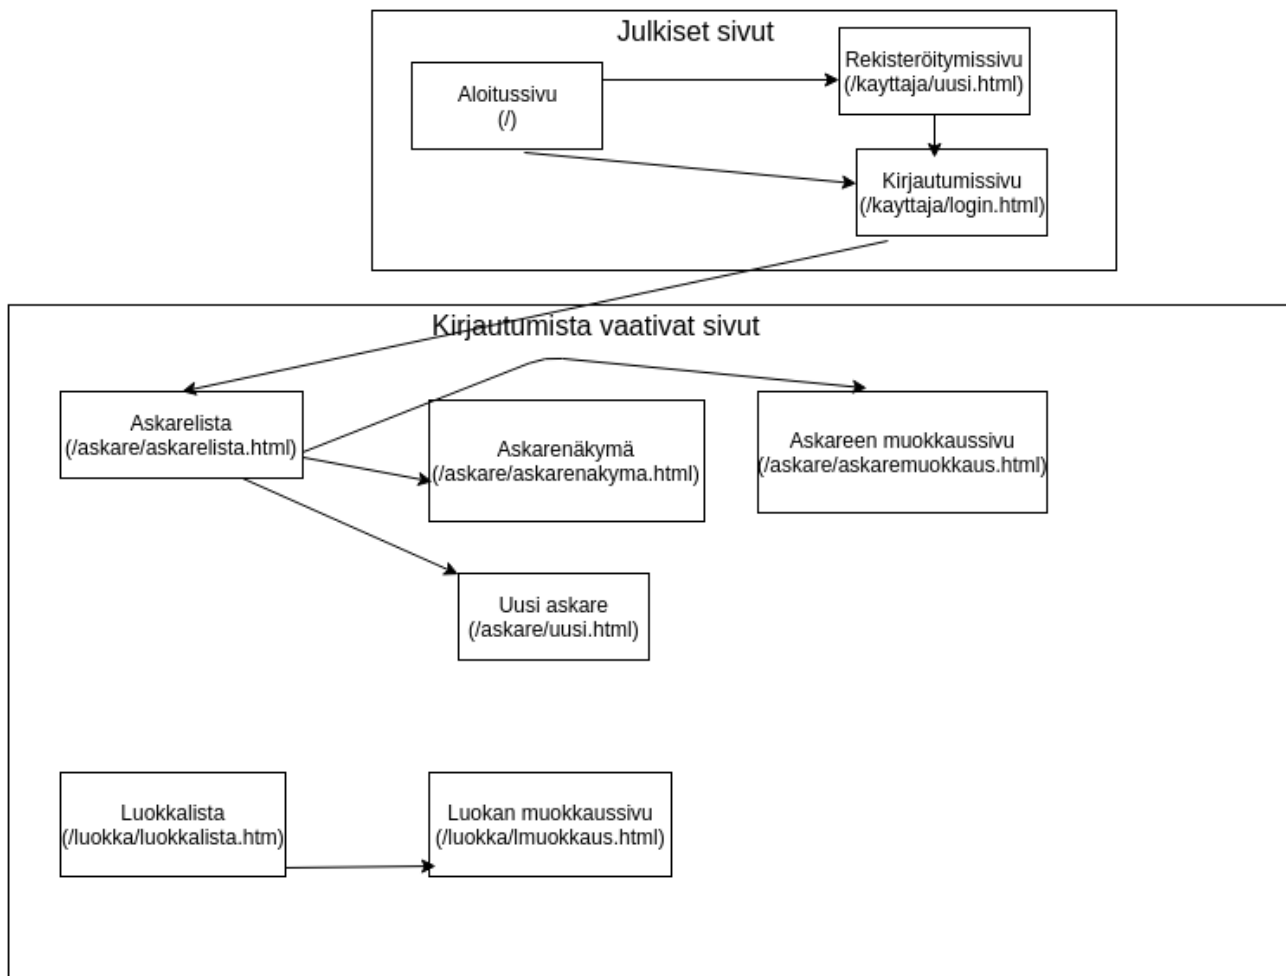 Julkiset sivut
Aloitussivu
(/)
Rekisteröitymissivu
(/kayttaja/uusi.html)
Kirjautumissivu
(/kayttaja/login.html)
Kirjautumista vaativat sivut
Askarelista
(/askare/askarelista.html)
Askarenäkymä
(/askare/askarenakyma.html)
Askareen muokkaussivu
(/askare/askaremuokkaus.html)
Uusi askare
(/askare/uusi.html)
Luokkalista
(/luokka/luokkalista.htm)
Luokan muokkaussivu
(/luokka/lmuokkaus.html)